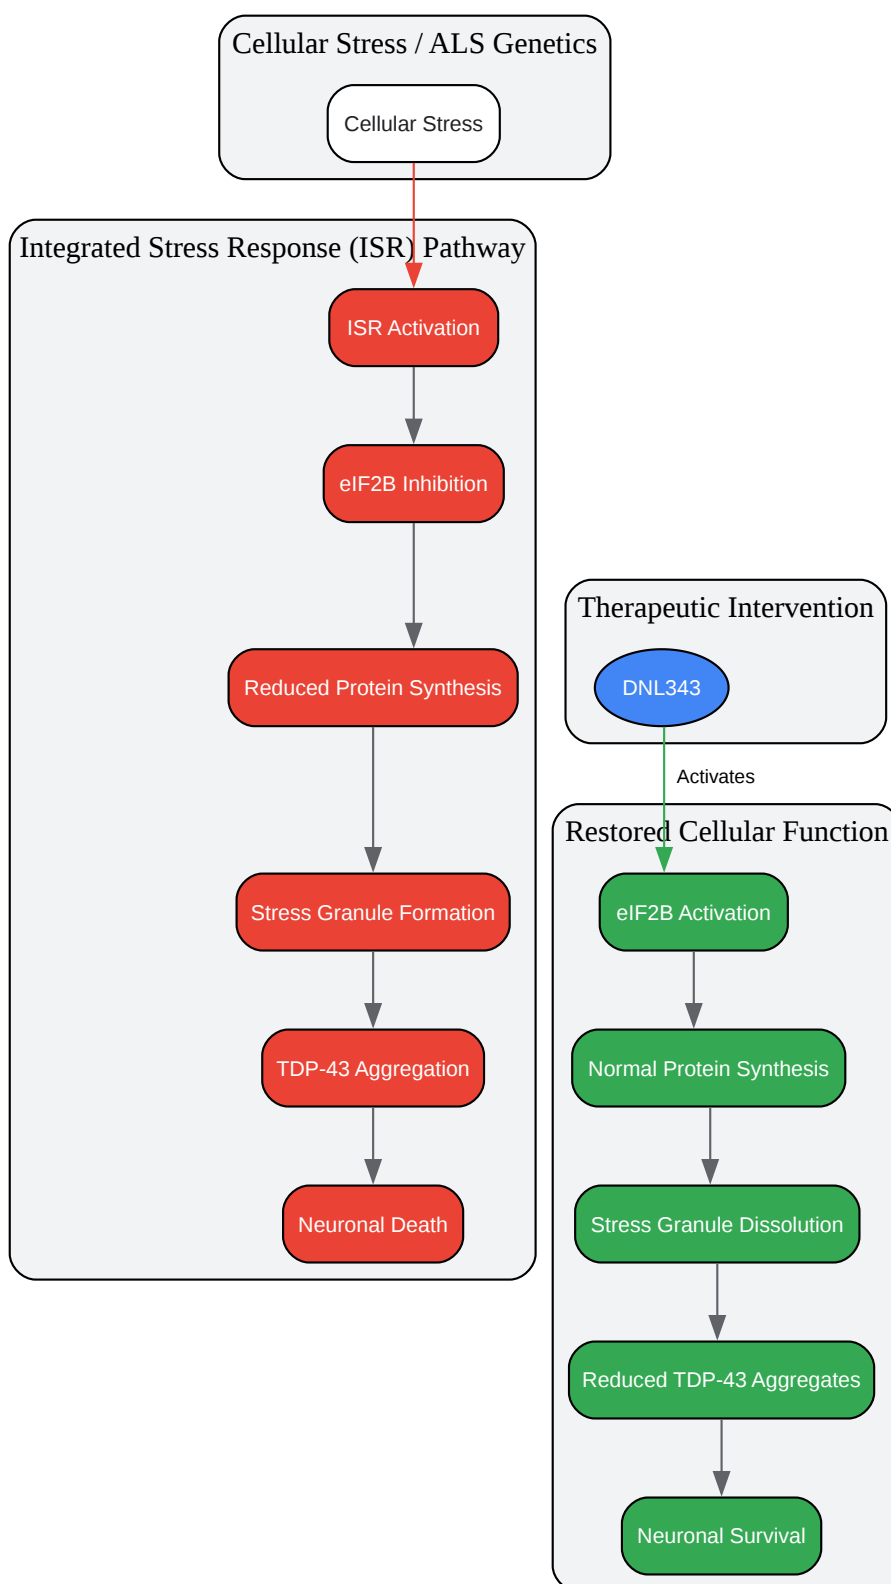 Cellular Stress / ALS Genetics
Cellular Stress
Integrated Stress Response (ISR) Pathway
ISR Activation
eIF2B Inhibition
Reduced Protein Synthesis
Stress Granule Formation
TDP-43 Aggregation
Neuronal Death
Therapeutic Intervention
DNL343
Activates
Restored Cellular Function
eIF2B Activation
Normal Protein Synthesis
Stress Granule Dissolution
Reduced TDP-43 Aggregates
Neuronal Survival